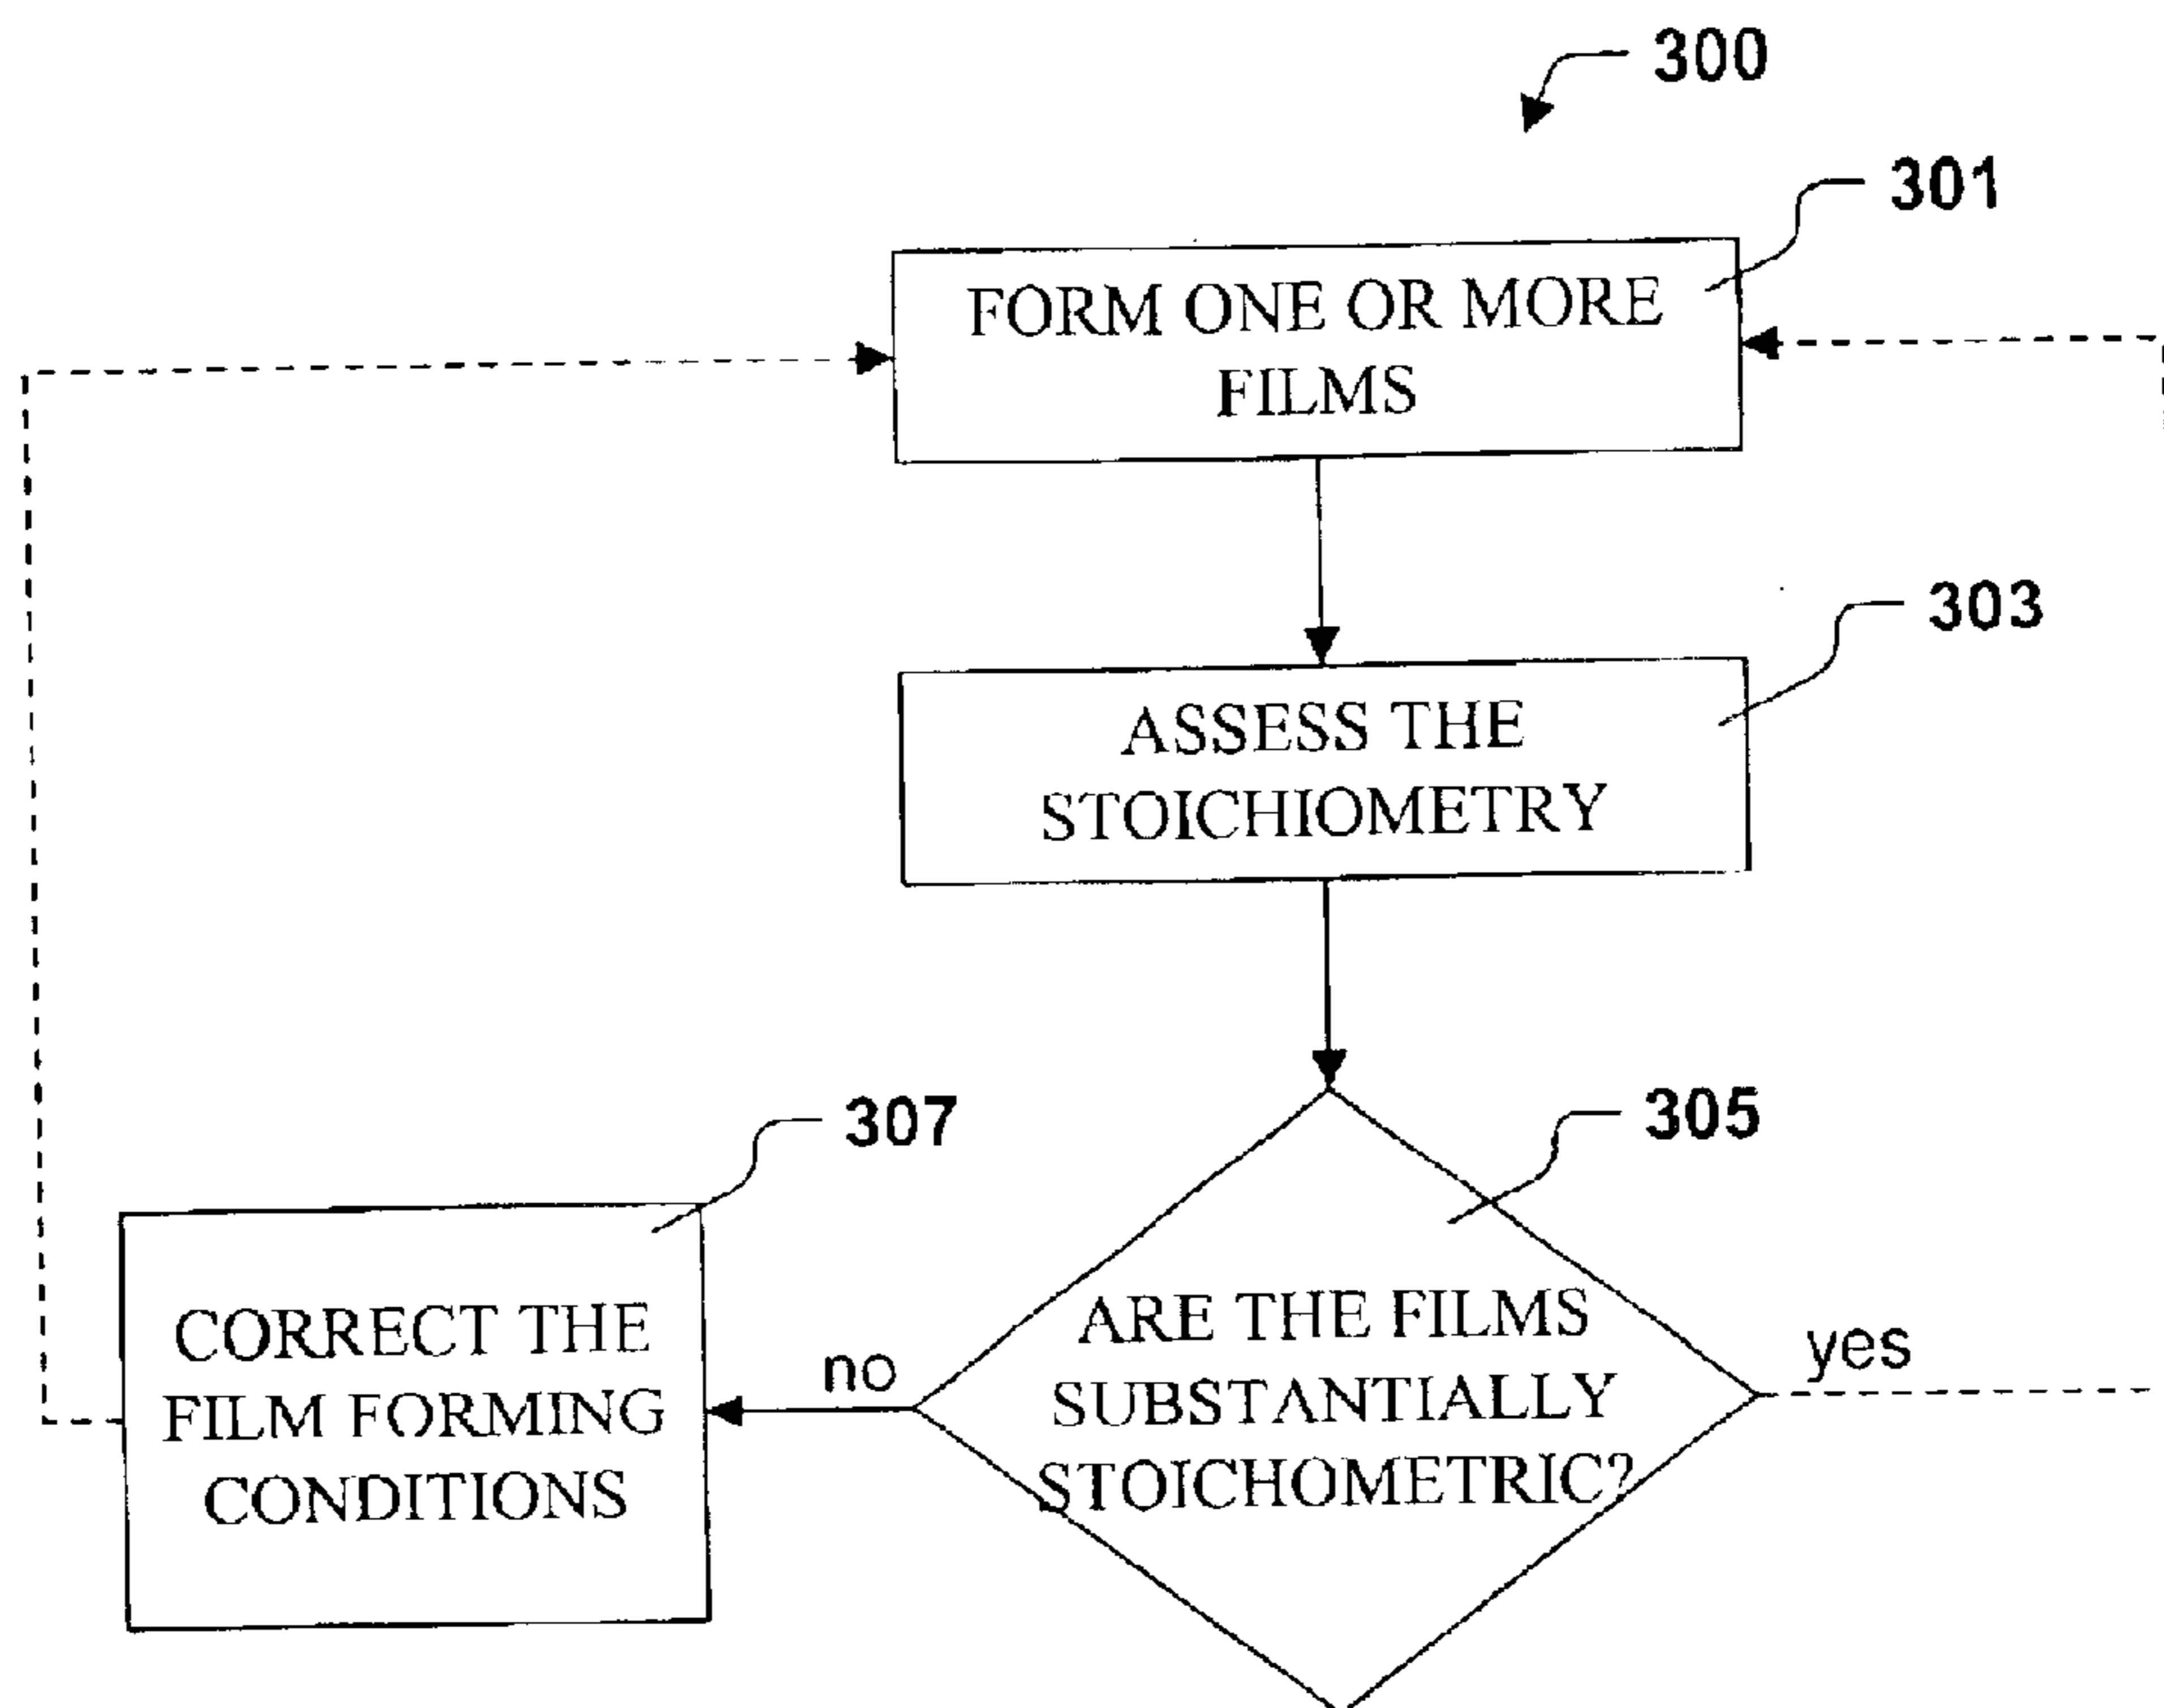 300
301
FORM ONE OR MORE
FILMS
303
ASSESS THE
STOICHIOMETRY
305
307
ARE THE FILMS
SUBSTANTIALLY
STOICHOMETRIC?
yes
no
CORRECT THE
FILM FORMING
CONDITIONS